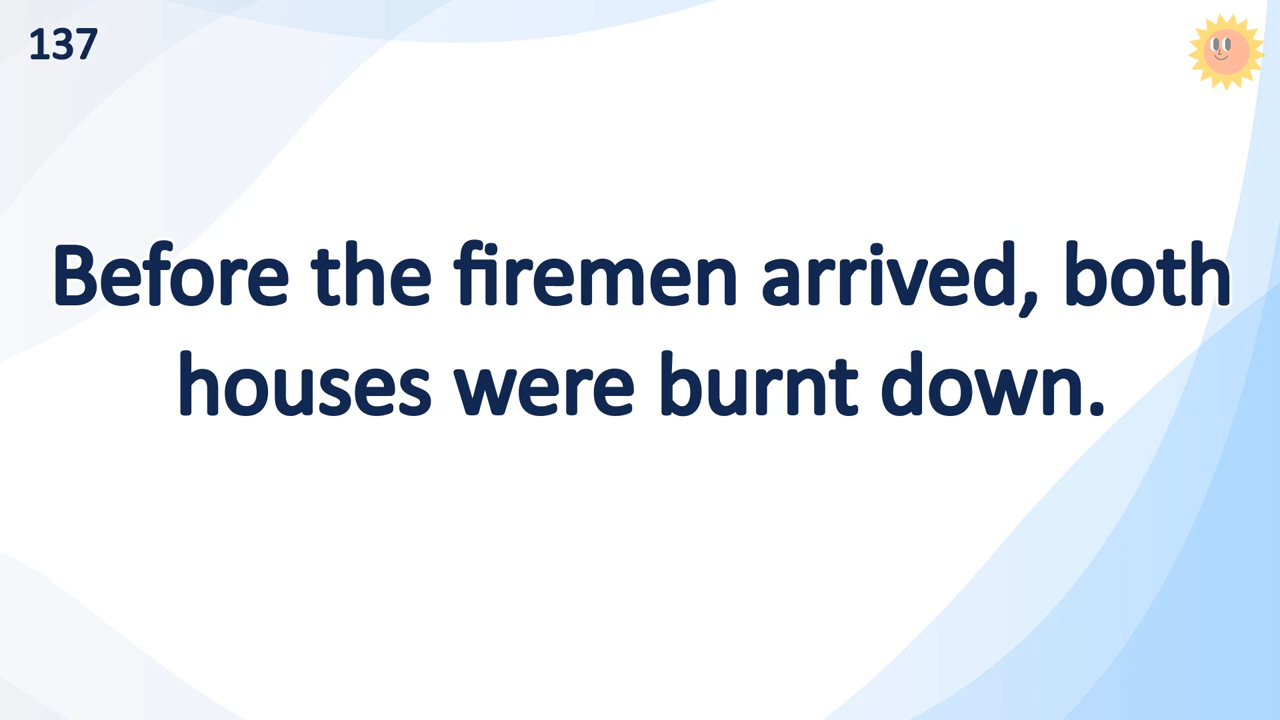 137
Before the firemen arrived, both
houses were burnt down.